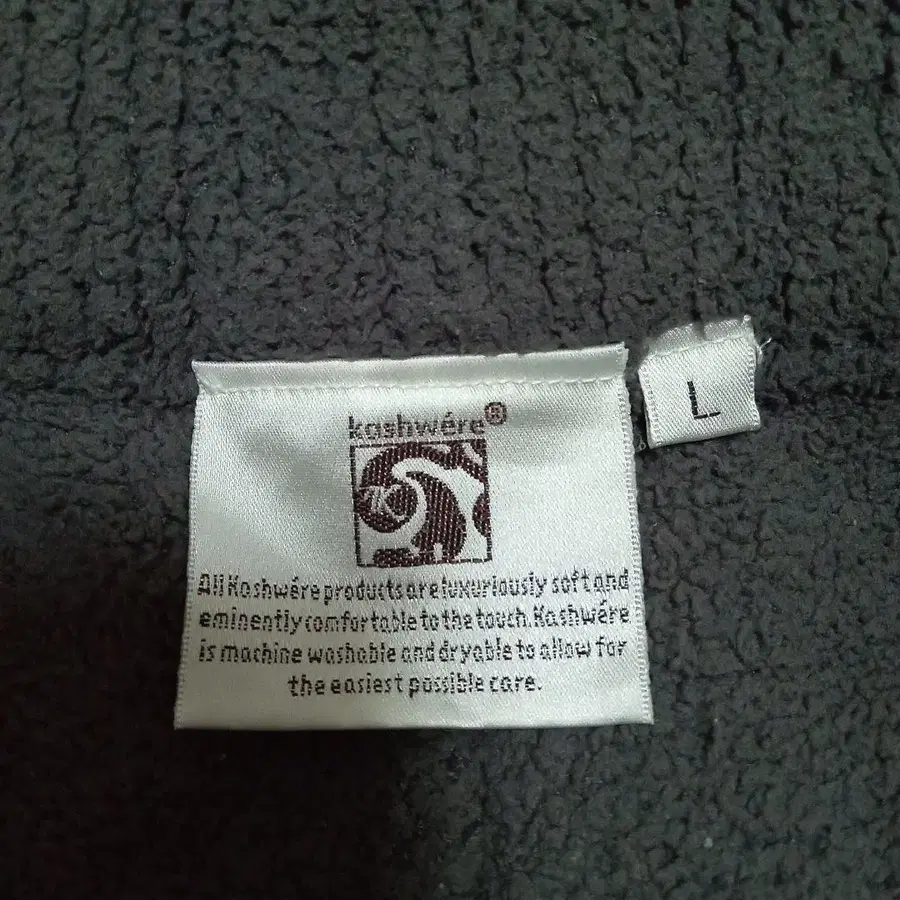 kashwére®
L
All Kashwére products are luxuriously soft and
eminently comfortable to the touch. Kashwére
is machine washable and dryable to allow for
the easiest possible care.